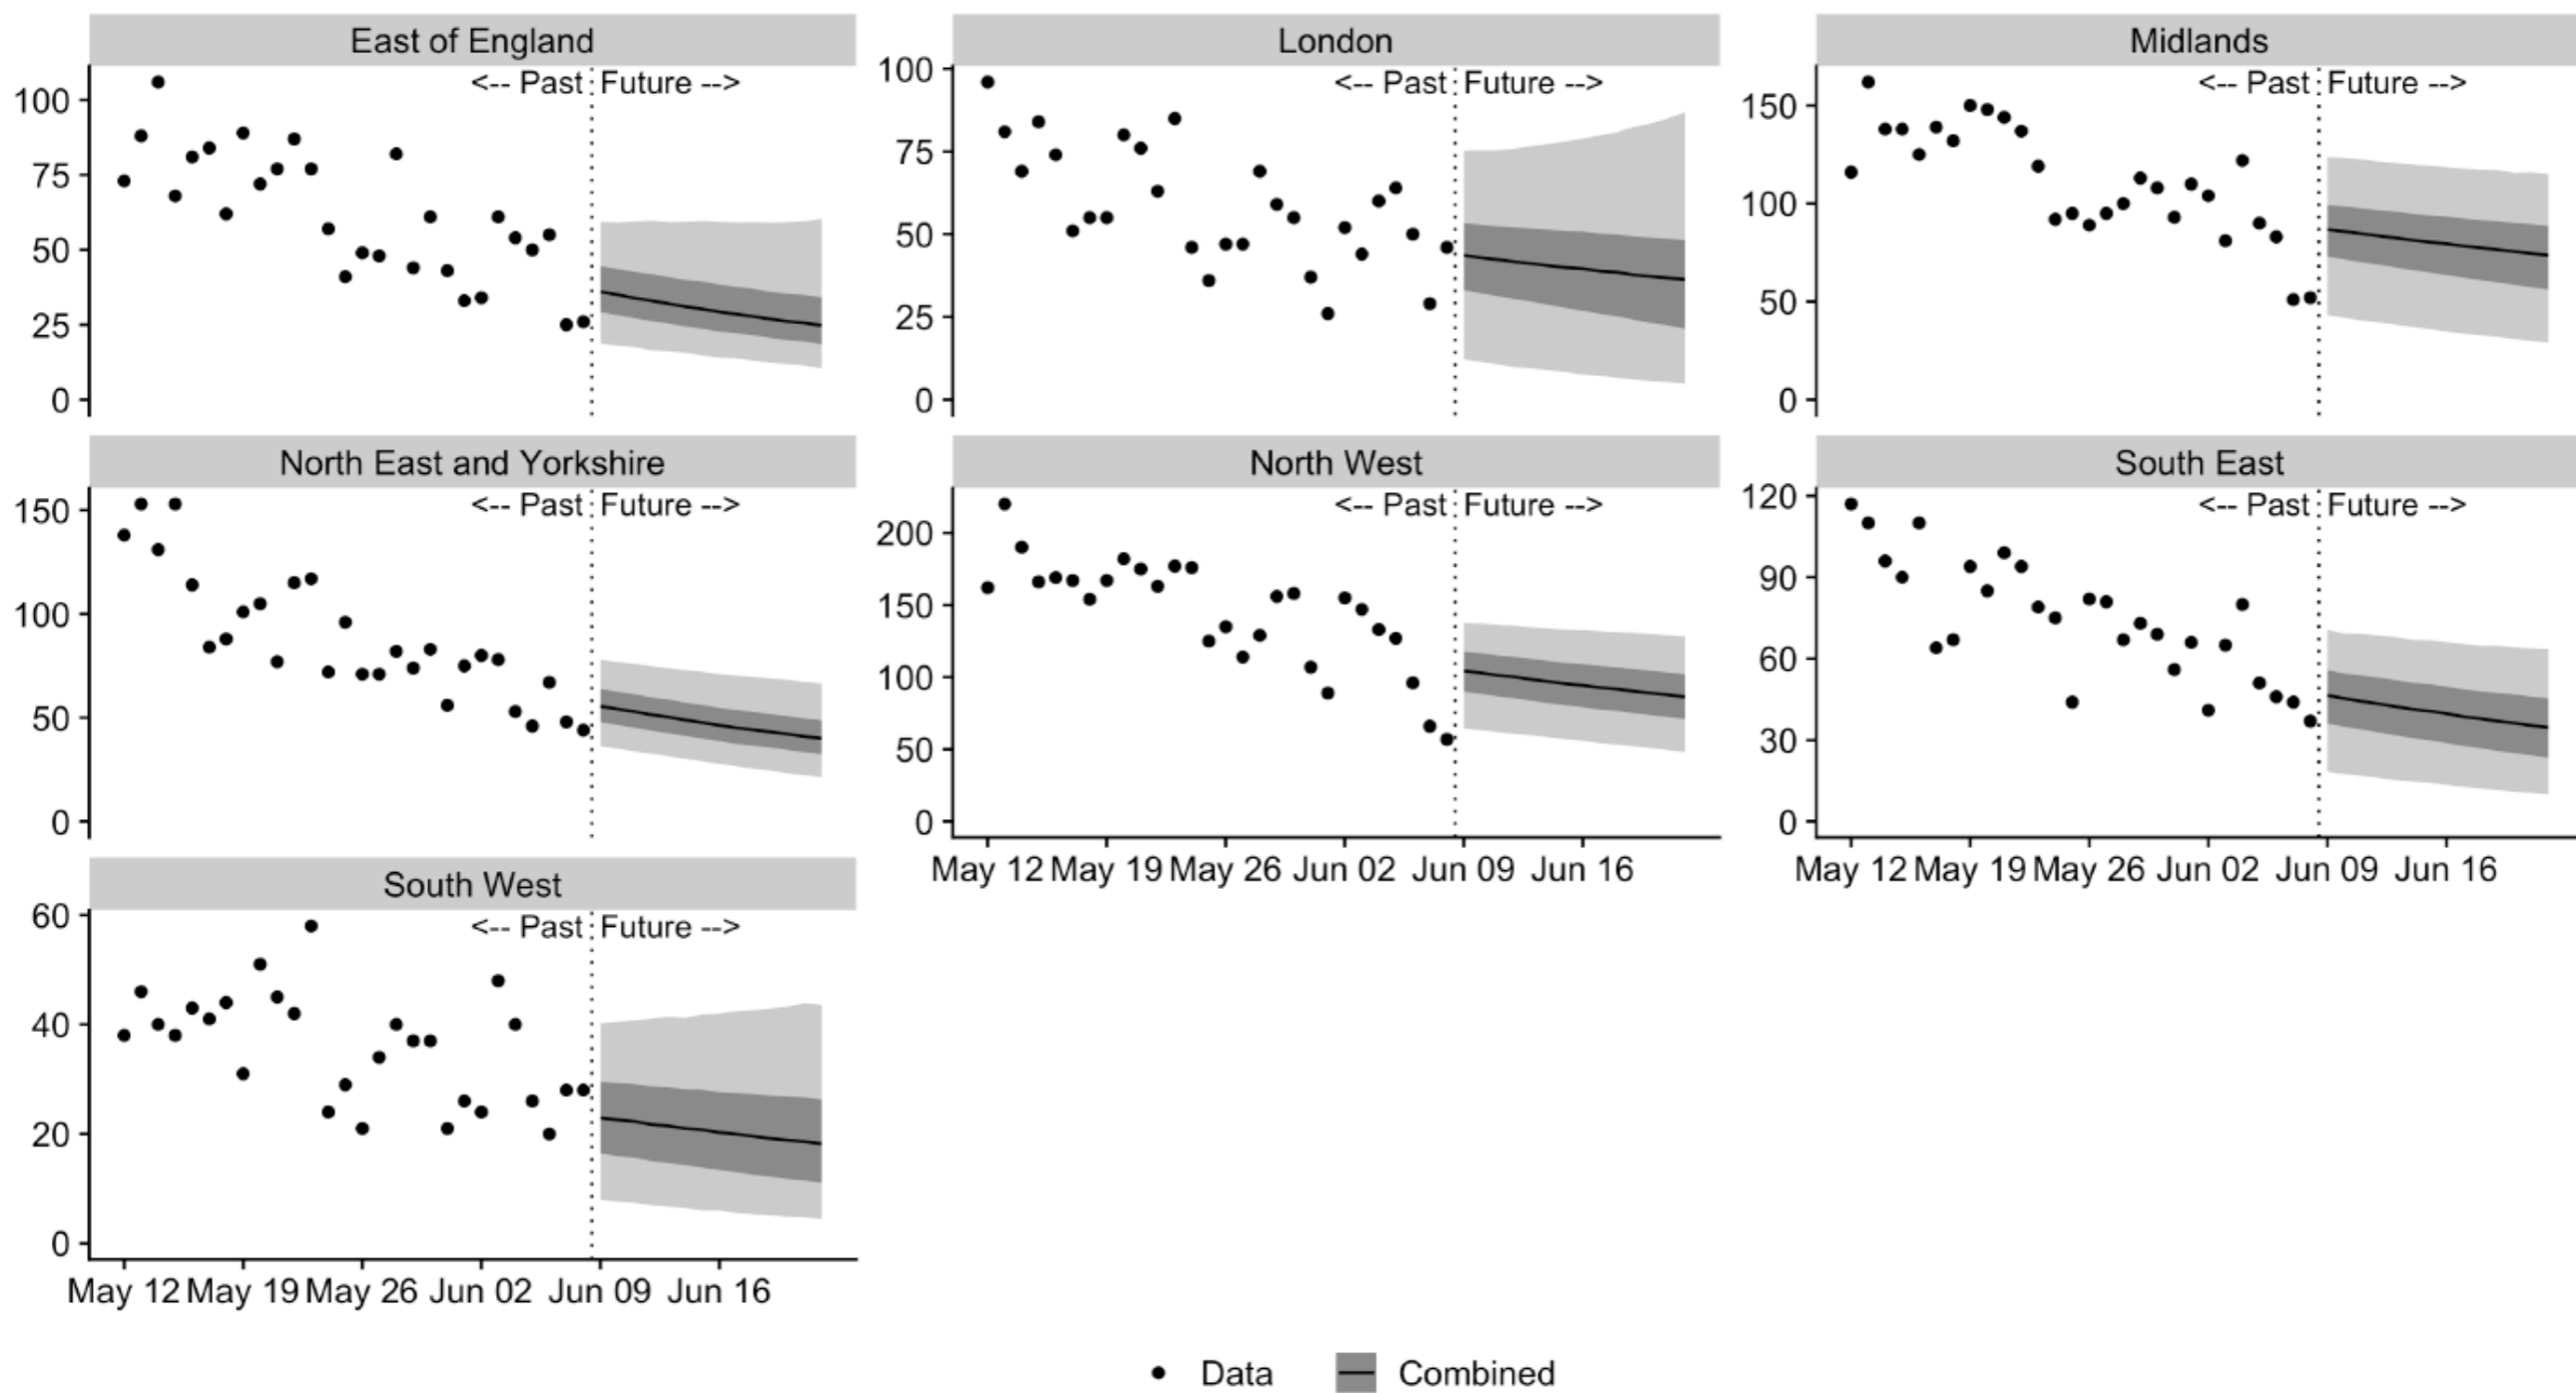 East of England
<-- Past Future -->
100
75
50
25
0
London
<-- Past Future -->
100
75
50
25
0
Midlands
<-- Past Future -->
150
100
50
0
North East and Yorkshire
<-- Past Future -->
150
100
50
0
North West
<-- Past Future -->
200
150
100
50
0
May 12 May 19 May 26 Jun 02 Jun 09 Jun 16
South East
<-- Past Future -->
120
90
60
30
0
May 12 May 19 May 26 Jun 02 Jun 09 Jun 16
South West
<-- Past Future -->
60
40
20
0
May 12 May 19 May 26 Jun 02 Jun 09 Jun 16
Data Combined